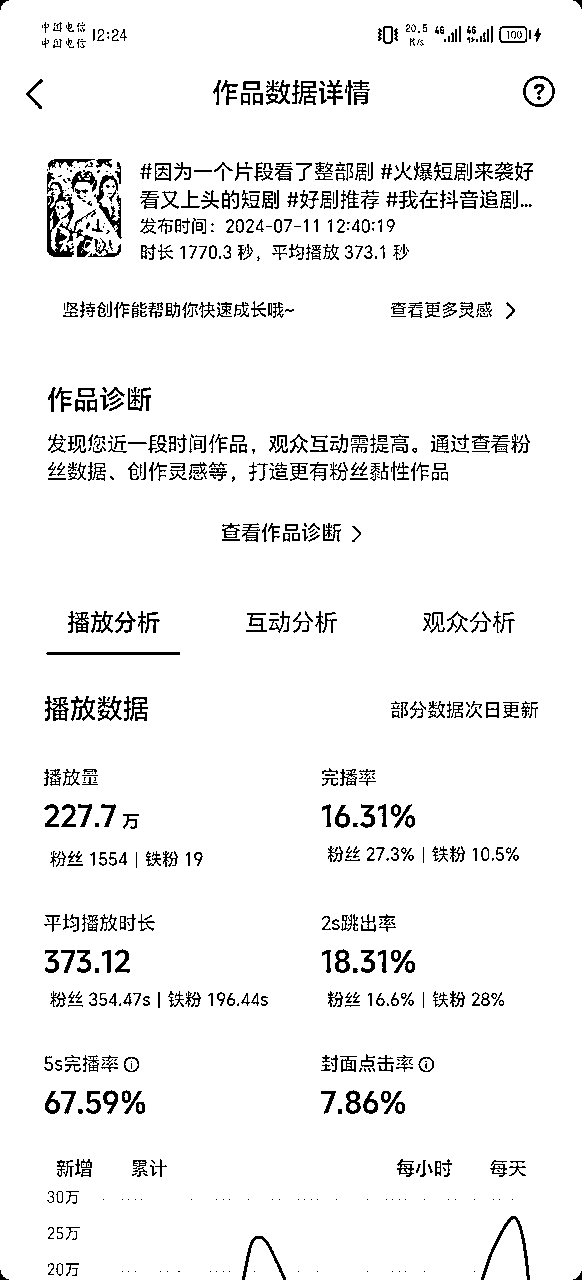 中国电信
中国电信
12:24
20.5
K/s
4G
4G
100
作品数据详情
?
#因为一个片段看了整部剧 #火爆短剧来袭好
看又上头的短剧 #好剧推荐 #我在抖音追剧...
发布时间：2024-07-11 12:40:19
时长 1770.3 秒，平均播放 373.1 秒
坚持创作能帮助你快速成长哦~
查看更多灵感
作品诊断
发现您近一段时间作品，观众互动需提高。通过查看粉
丝数据、创作灵感等，打造更有粉丝黏性作品
查看作品诊断
播放分析 互动分析 观众分析
播放数据
部分数据次日更新
播放量 完播率
227.7 万 16.31%
粉丝 1554 | 铁粉 19 粉丝 27.3% | 铁粉 10.5%
平均播放时长 2s跳出率
373.12 18.31%
粉丝 354.47s | 铁粉 196.44s 粉丝 16.6% | 铁粉 28%
5s完播率 封面点击率
67.59% 7.86%
新增 累计 每小时 每天
30万
25万
20万